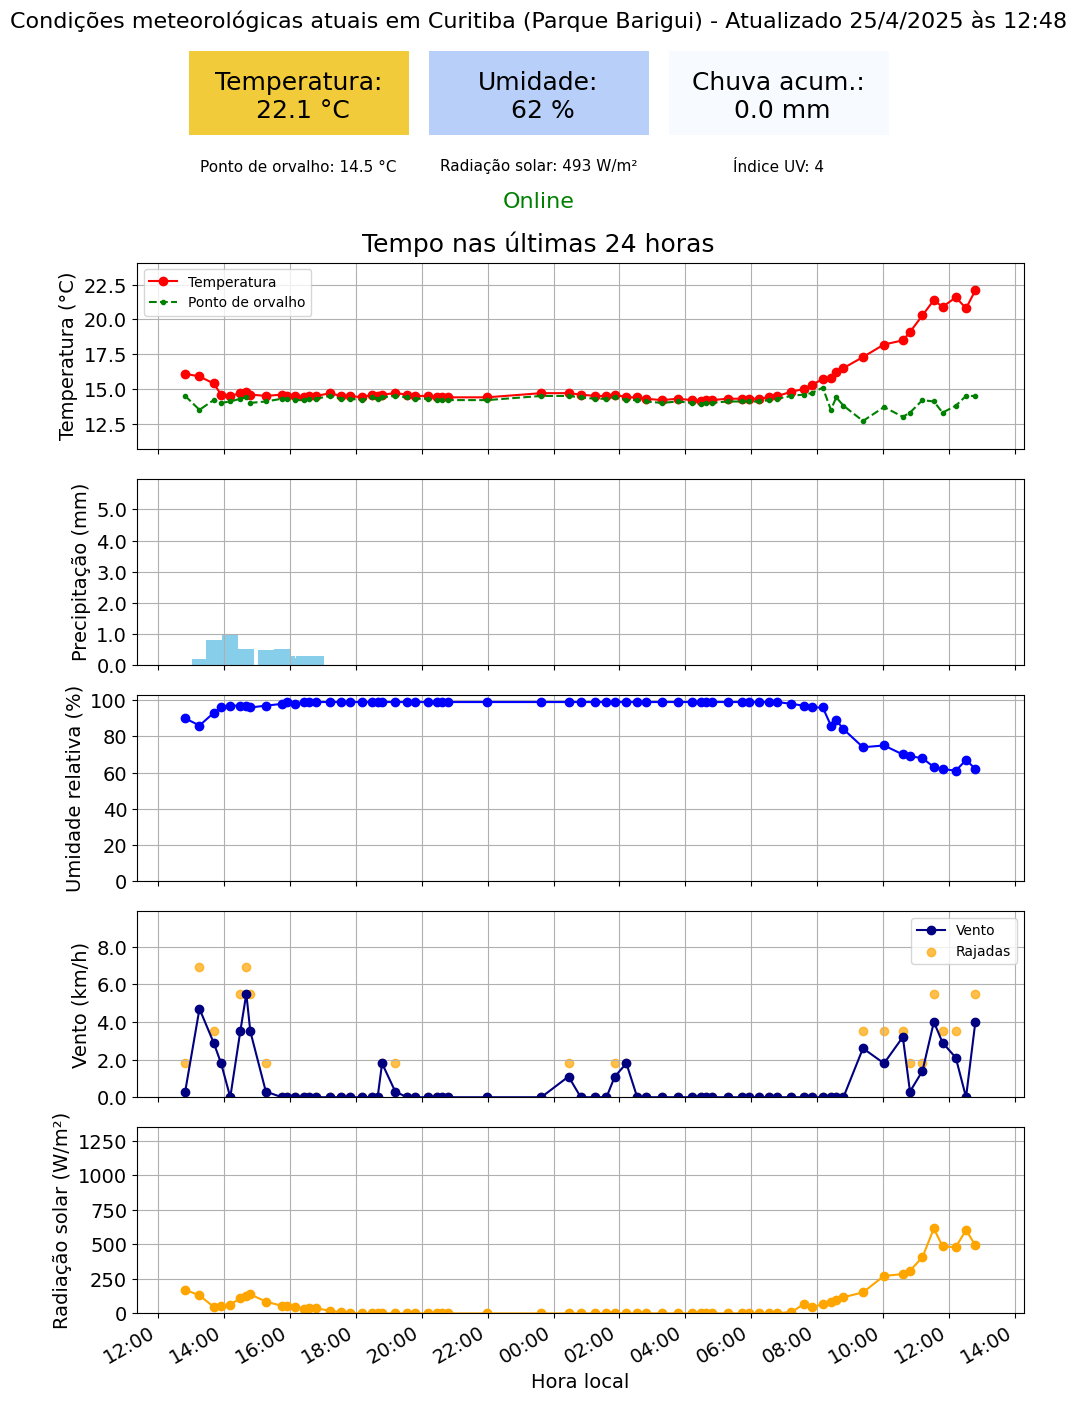 Condições meteorológicas atuais em Curitiba (Parque Barigui) - Atualizado 25/4/2025 às 12:48
Temperatura:
22.1 °C
Umidade:
62 %
Chuva acum.:
0.0 mm
Ponto de orvalho: 14.5 °C
Radiação solar: 493 W/m²
Índice UV: 4
Online
Tempo nas últimas 24 horas
Temperatura (°C)
22.5
20.0
17.5
15.0
12.5
Temperatura
Ponto de orvalho
Precipitação (mm)
5.0
4.0
3.0
2.0
1.0
0.0
Umidade relativa (%)
100
80
60
40
20
0
Vento (km/h)
8.0
6.0
4.0
2.0
0.0
Vento
Rajadas
Radiação solar (W/m²)
1250
1000
750
500
250
0
12:00
14:00
16:00
18:00
20:00
22:00
00:00
02:00
04:00
06:00
08:00
10:00
12:00
14:00
Hora local